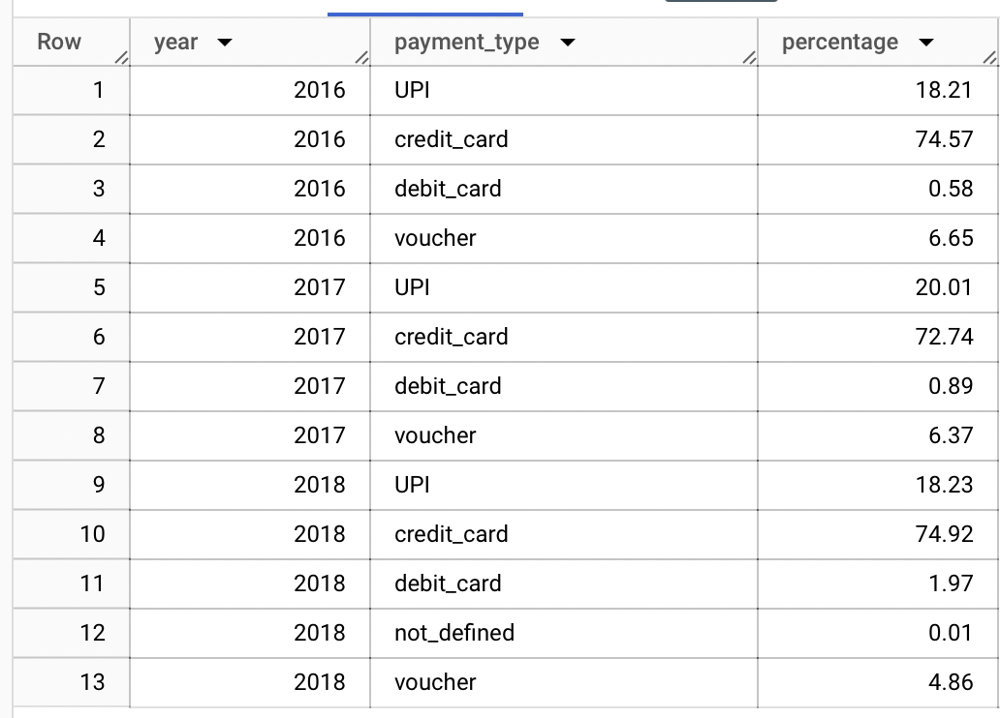 Row year payment_type percentage
1 2016 UPI 18.21
2 2016 credit_card 74.57
3 2016 debit_card 0.58
4 2016 voucher 6.65
5 2017 UPI 20.01
6 2017 credit_card 72.74
7 2017 debit_card 0.89
8 2017 voucher 6.37
9 2018 UPI 18.23
10 2018 credit_card 74.92
11 2018 debit_card 1.97
12 2018 not_defined 0.01
13 2018 voucher 4.86